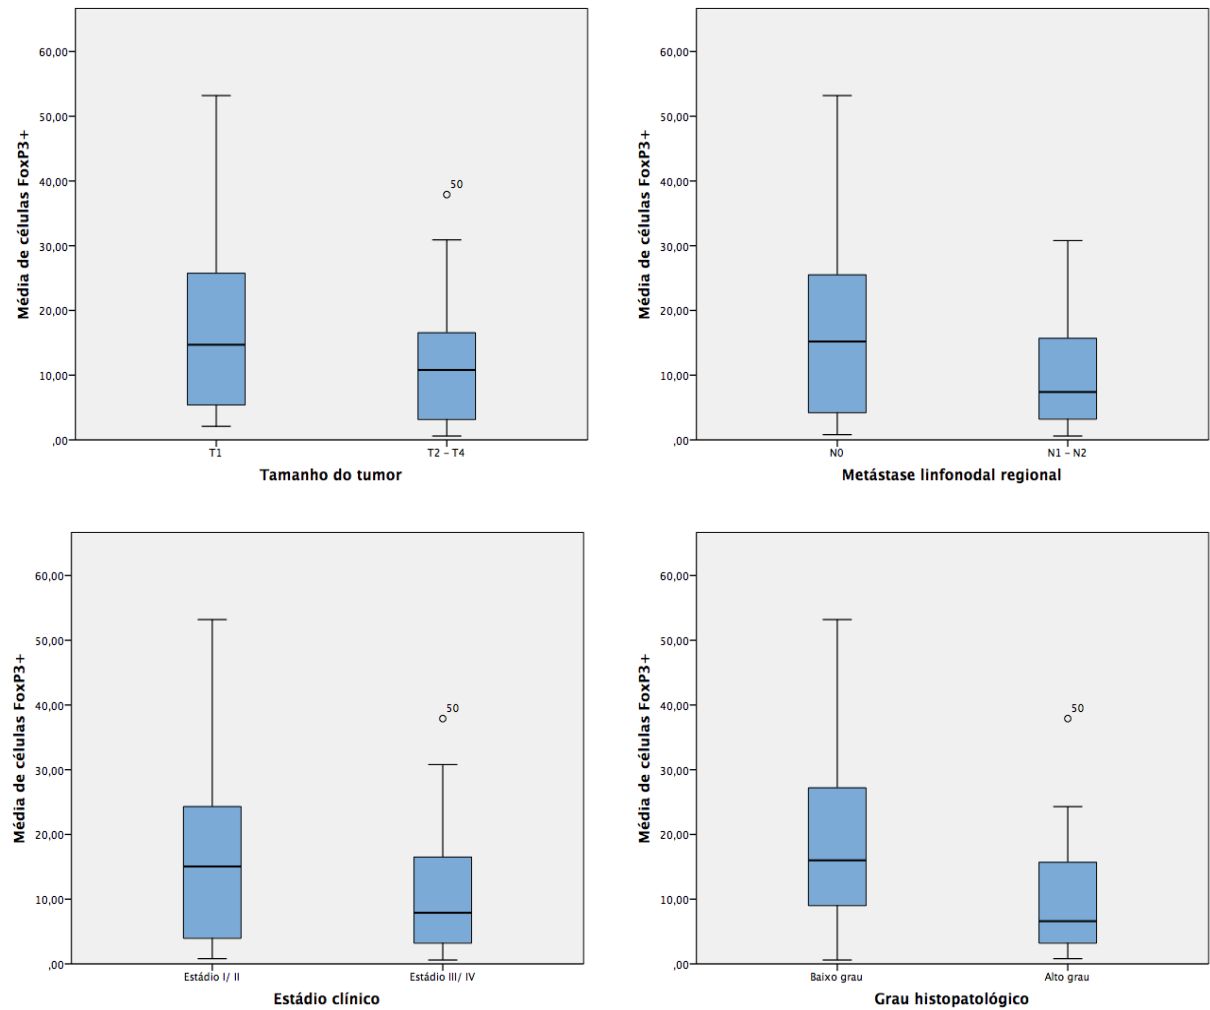 Média de células FoxP3+
60,00
50,00
40,00
30,00
20,00
10,00
,00
50
T1
T2 – T4
Tamanho do tumor
Média de células FoxP3+
60,00
50,00
40,00
30,00
20,00
10,00
,00
N0
N1 – N2
Metástase linfonodal regional
Média de células FoxP3+
60,00
50,00
40,00
30,00
20,00
10,00
,00
50
Estádio I/ II
Estádio III/ IV
Estádio clínico
Média de células FoxP3+
60,00
50,00
40,00
30,00
20,00
10,00
,00
50
Baixo grau
Alto grau
Grau histopatológico